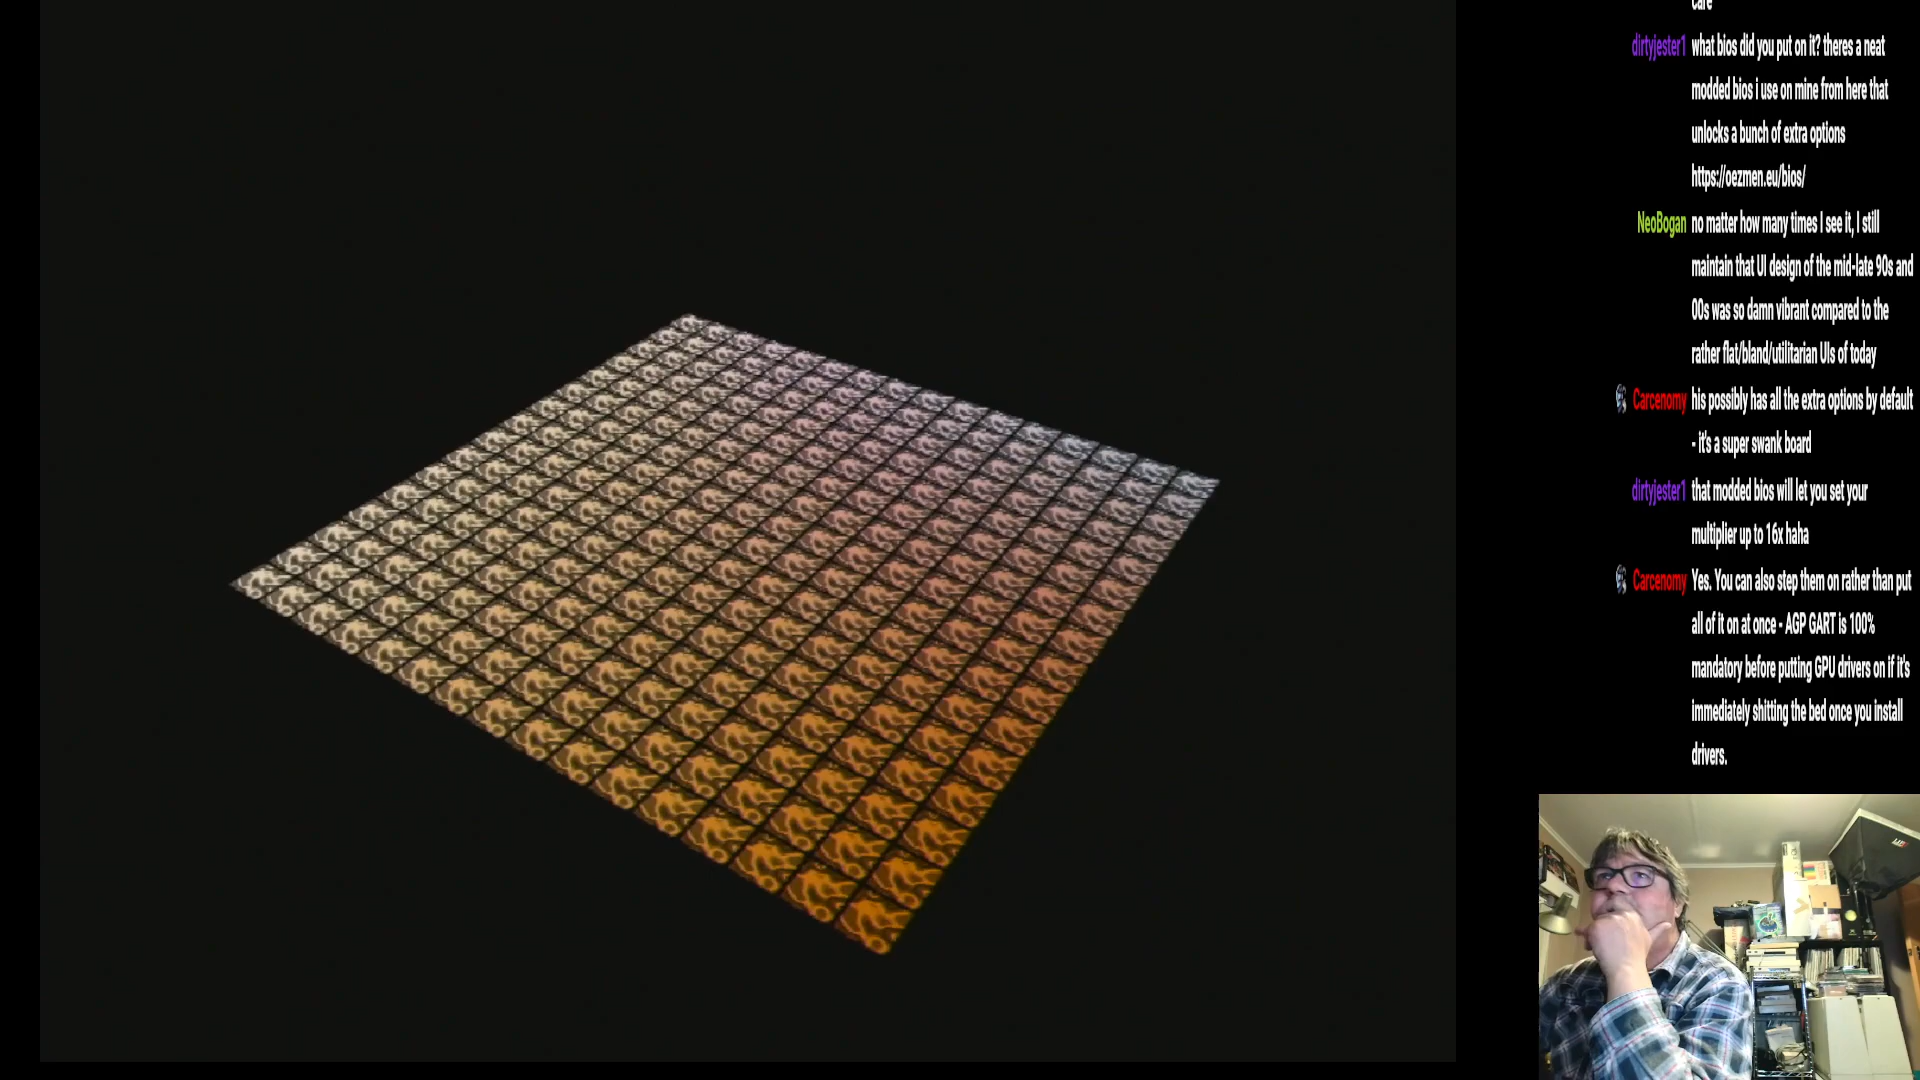 care
dirtyjester1 what bios did you put on it? theres a neat
modded bios i use on mine from here that
unlocks a bunch of extra options
https://oezmen.eu/bios/
NeoBogan no matter how many times I see it, I still
maintain that UI design of the mid-late 90s and
00s was so damn vibrant compared to the
rather flat/bland/utilitarian UIs of today
Carcenomy his possibly has all the extra options by default
- it's a super swank board
dirtyjester1 that modded bios will let you set your
multiplier up to 16x haha
Carcenomy Yes. You can also step them on rather than put
all of it on at once - AGP GART is 100%
mandatory before putting GPU drivers on if it's
immediately shitting the bed once you install
drivers.